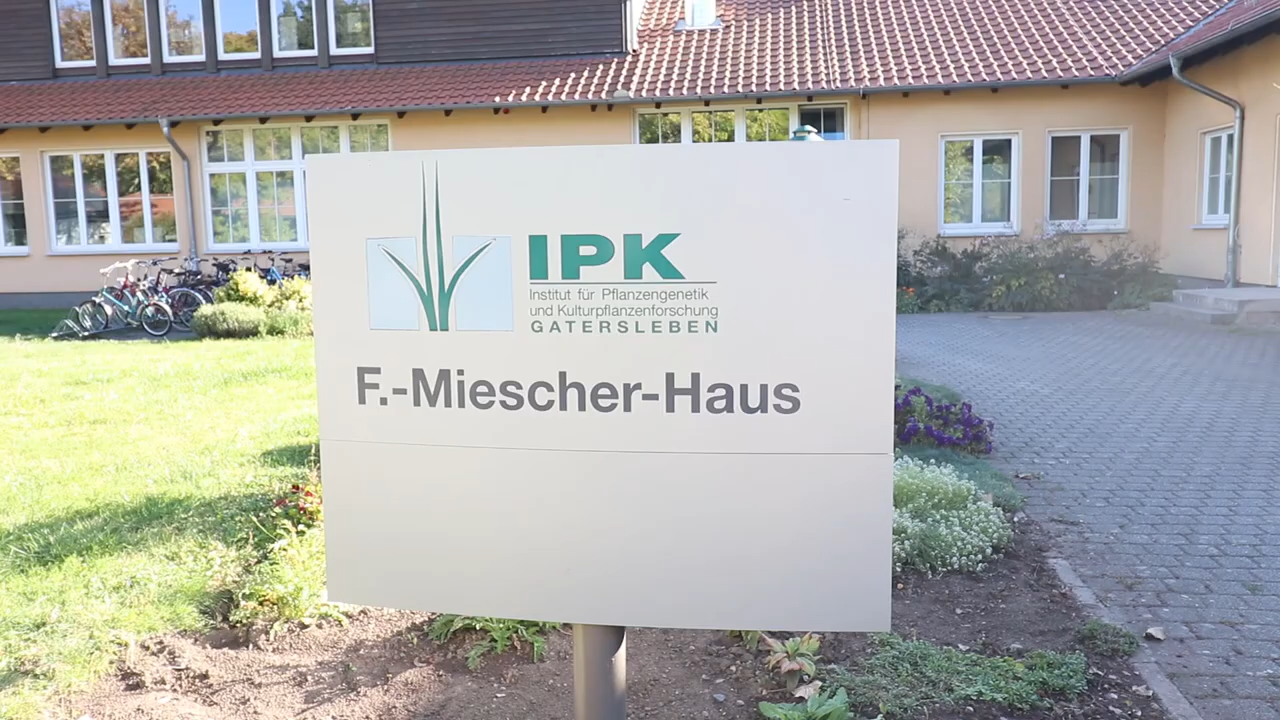 IPK
Institut für Pflanzengenetik
und Kulturpflanzenforschung
GATERSLEBEN
F.-Miescher-Haus